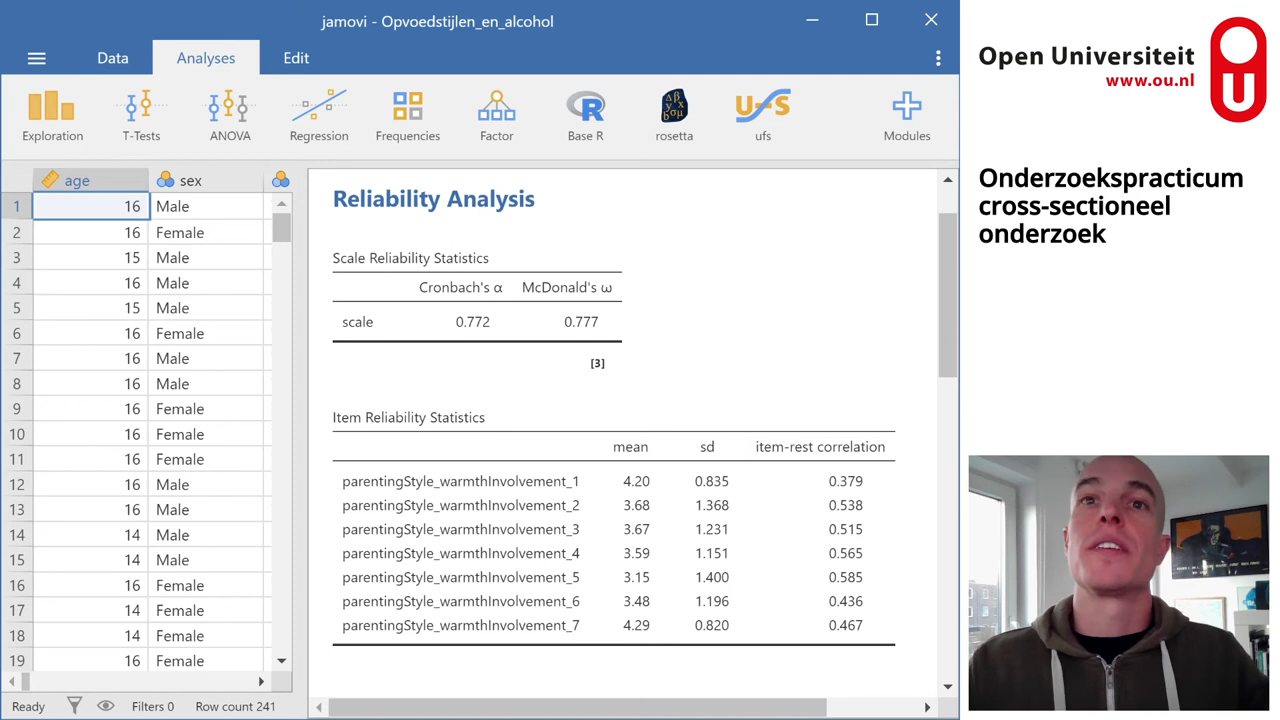 jamovi - Opvoedstijlen_en_alcohol
Data Analyses Edit
Exploration T-Tests ANOVA Regression Frequencies Factor Base R rosetta ufs Modules
age sex
1 16 Male
2 16 Female
3 15 Male
4 16 Male
5 15 Male
6 16 Female
7 16 Male
8 16 Male
9 16 Female
10 16 Female
11 16 Female
12 16 Male
13 16 Male
14 14 Male
15 14 Male
16 16 Female
17 14 Female
18 14 Female
19 16 Female
Ready Filters 0 Row count 241
Reliability Analysis
Scale Reliability Statistics
Cronbach's α McDonald's ω
scale 0.772 0.777
[3]
Item Reliability Statistics
mean sd item-rest correlation
parentingStyle_warmthInvolvement_1 4.20 0.835 0.379
parentingStyle_warmthInvolvement_2 3.68 1.368 0.538
parentingStyle_warmthInvolvement_3 3.67 1.231 0.515
parentingStyle_warmthInvolvement_4 3.59 1.151 0.565
parentingStyle_warmthInvolvement_5 3.15 1.400 0.585
parentingStyle_warmthInvolvement_6 3.48 1.196 0.436
parentingStyle_warmthInvolvement_7 4.29 0.820 0.467
Open Universiteit
www.ou.nl
Onderzoekspracticum
cross-sectioneel
onderzoek